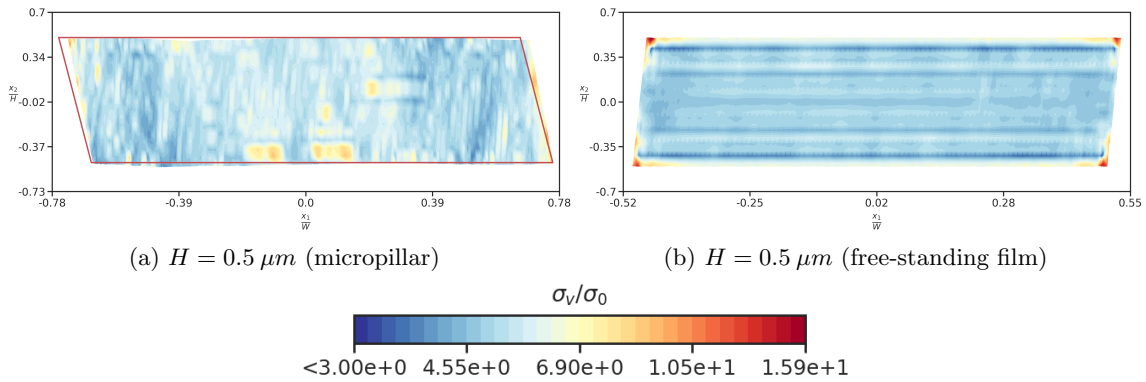 0.7
0.34
x₂/H
-0.02
-0.37
-0.73
-0.78
-0.39
0.0
0.39
0.78
x₁/W
(a) H = 0.5 μm (micropillar)
0.7
0.35
x₂/H
0.0
-0.35
-0.7
-0.52
-0.25
0.02
0.28
0.55
x₁/W
(b) H = 0.5 μm (free-standing film)
σᵥ/σ₀
<3.00e+0 4.55e+0 6.90e+0 1.05e+1 1.59e+1